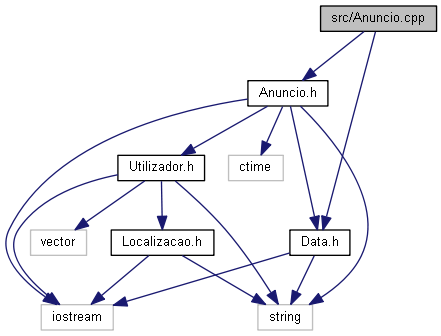 src/Anuncio.cpp
Anuncio.h
Utilizador.h
ctime
vector
Localizacao.h
Data.h
iostream
string